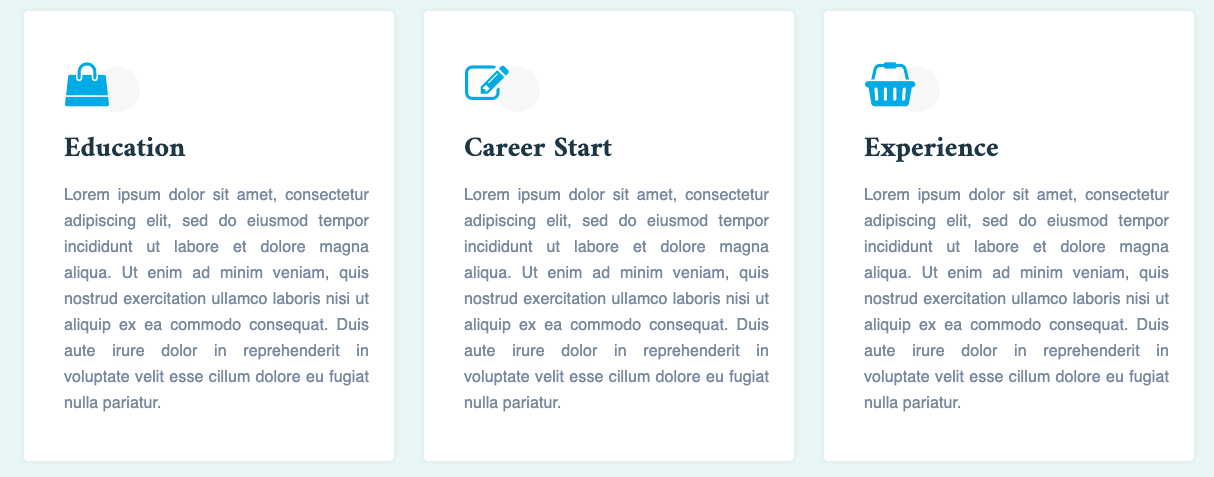 Education
Lorem ipsum dolor sit amet, consectetur
adipiscing elit, sed do eiusmod tempor
incididunt ut labore et dolore magna
aliqua. Ut enim ad minim veniam, quis
nostrud exercitation ullamco laboris nisi ut
aliquip ex ea commodo consequat. Duis
aute irure dolor in reprehenderit in
voluptate velit esse cillum dolore eu fugiat
nulla pariatur.
Career Start
Lorem ipsum dolor sit amet, consectetur
adipiscing elit, sed do eiusmod tempor
incididunt ut labore et dolore magna
aliqua. Ut enim ad minim veniam, quis
nostrud exercitation ullamco laboris nisi ut
aliquip ex ea commodo consequat. Duis
aute irure dolor in reprehenderit in
voluptate velit esse cillum dolore eu fugiat
nulla pariatur.
Experience
Lorem ipsum dolor sit amet, consectetur
adipiscing elit, sed do eiusmod tempor
incididunt ut labore et dolore magna
aliqua. Ut enim ad minim veniam, quis
nostrud exercitation ullamco laboris nisi ut
aliquip ex ea commodo consequat. Duis
aute irure dolor in reprehenderit in
voluptate velit esse cillum dolore eu fugiat
nulla pariatur.